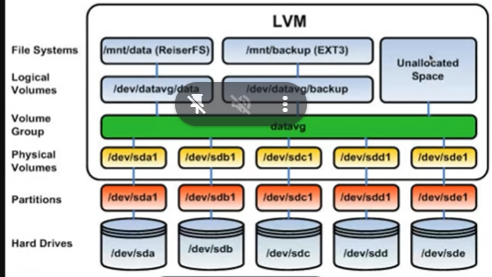 LVM
File Systems
/mnt/data (ReiserFS)
/mnt/backup (EXT3)
Unallocated
Space
Logical
Volumes
/dev/datavg/data
/dev/datavg/backup
Volume
Group
datavg
Physical
Volumes
/dev/sda1
/dev/sdb1
/dev/sdc1
/dev/sdd1
/dev/sde1
Partitions
/dev/sda1
/dev/sdb1
/dev/sdc1
/dev/sdd1
/dev/sde1
Hard Drives
/dev/sda
/dev/sdb
/dev/sdc
/dev/sdd
/dev/sde